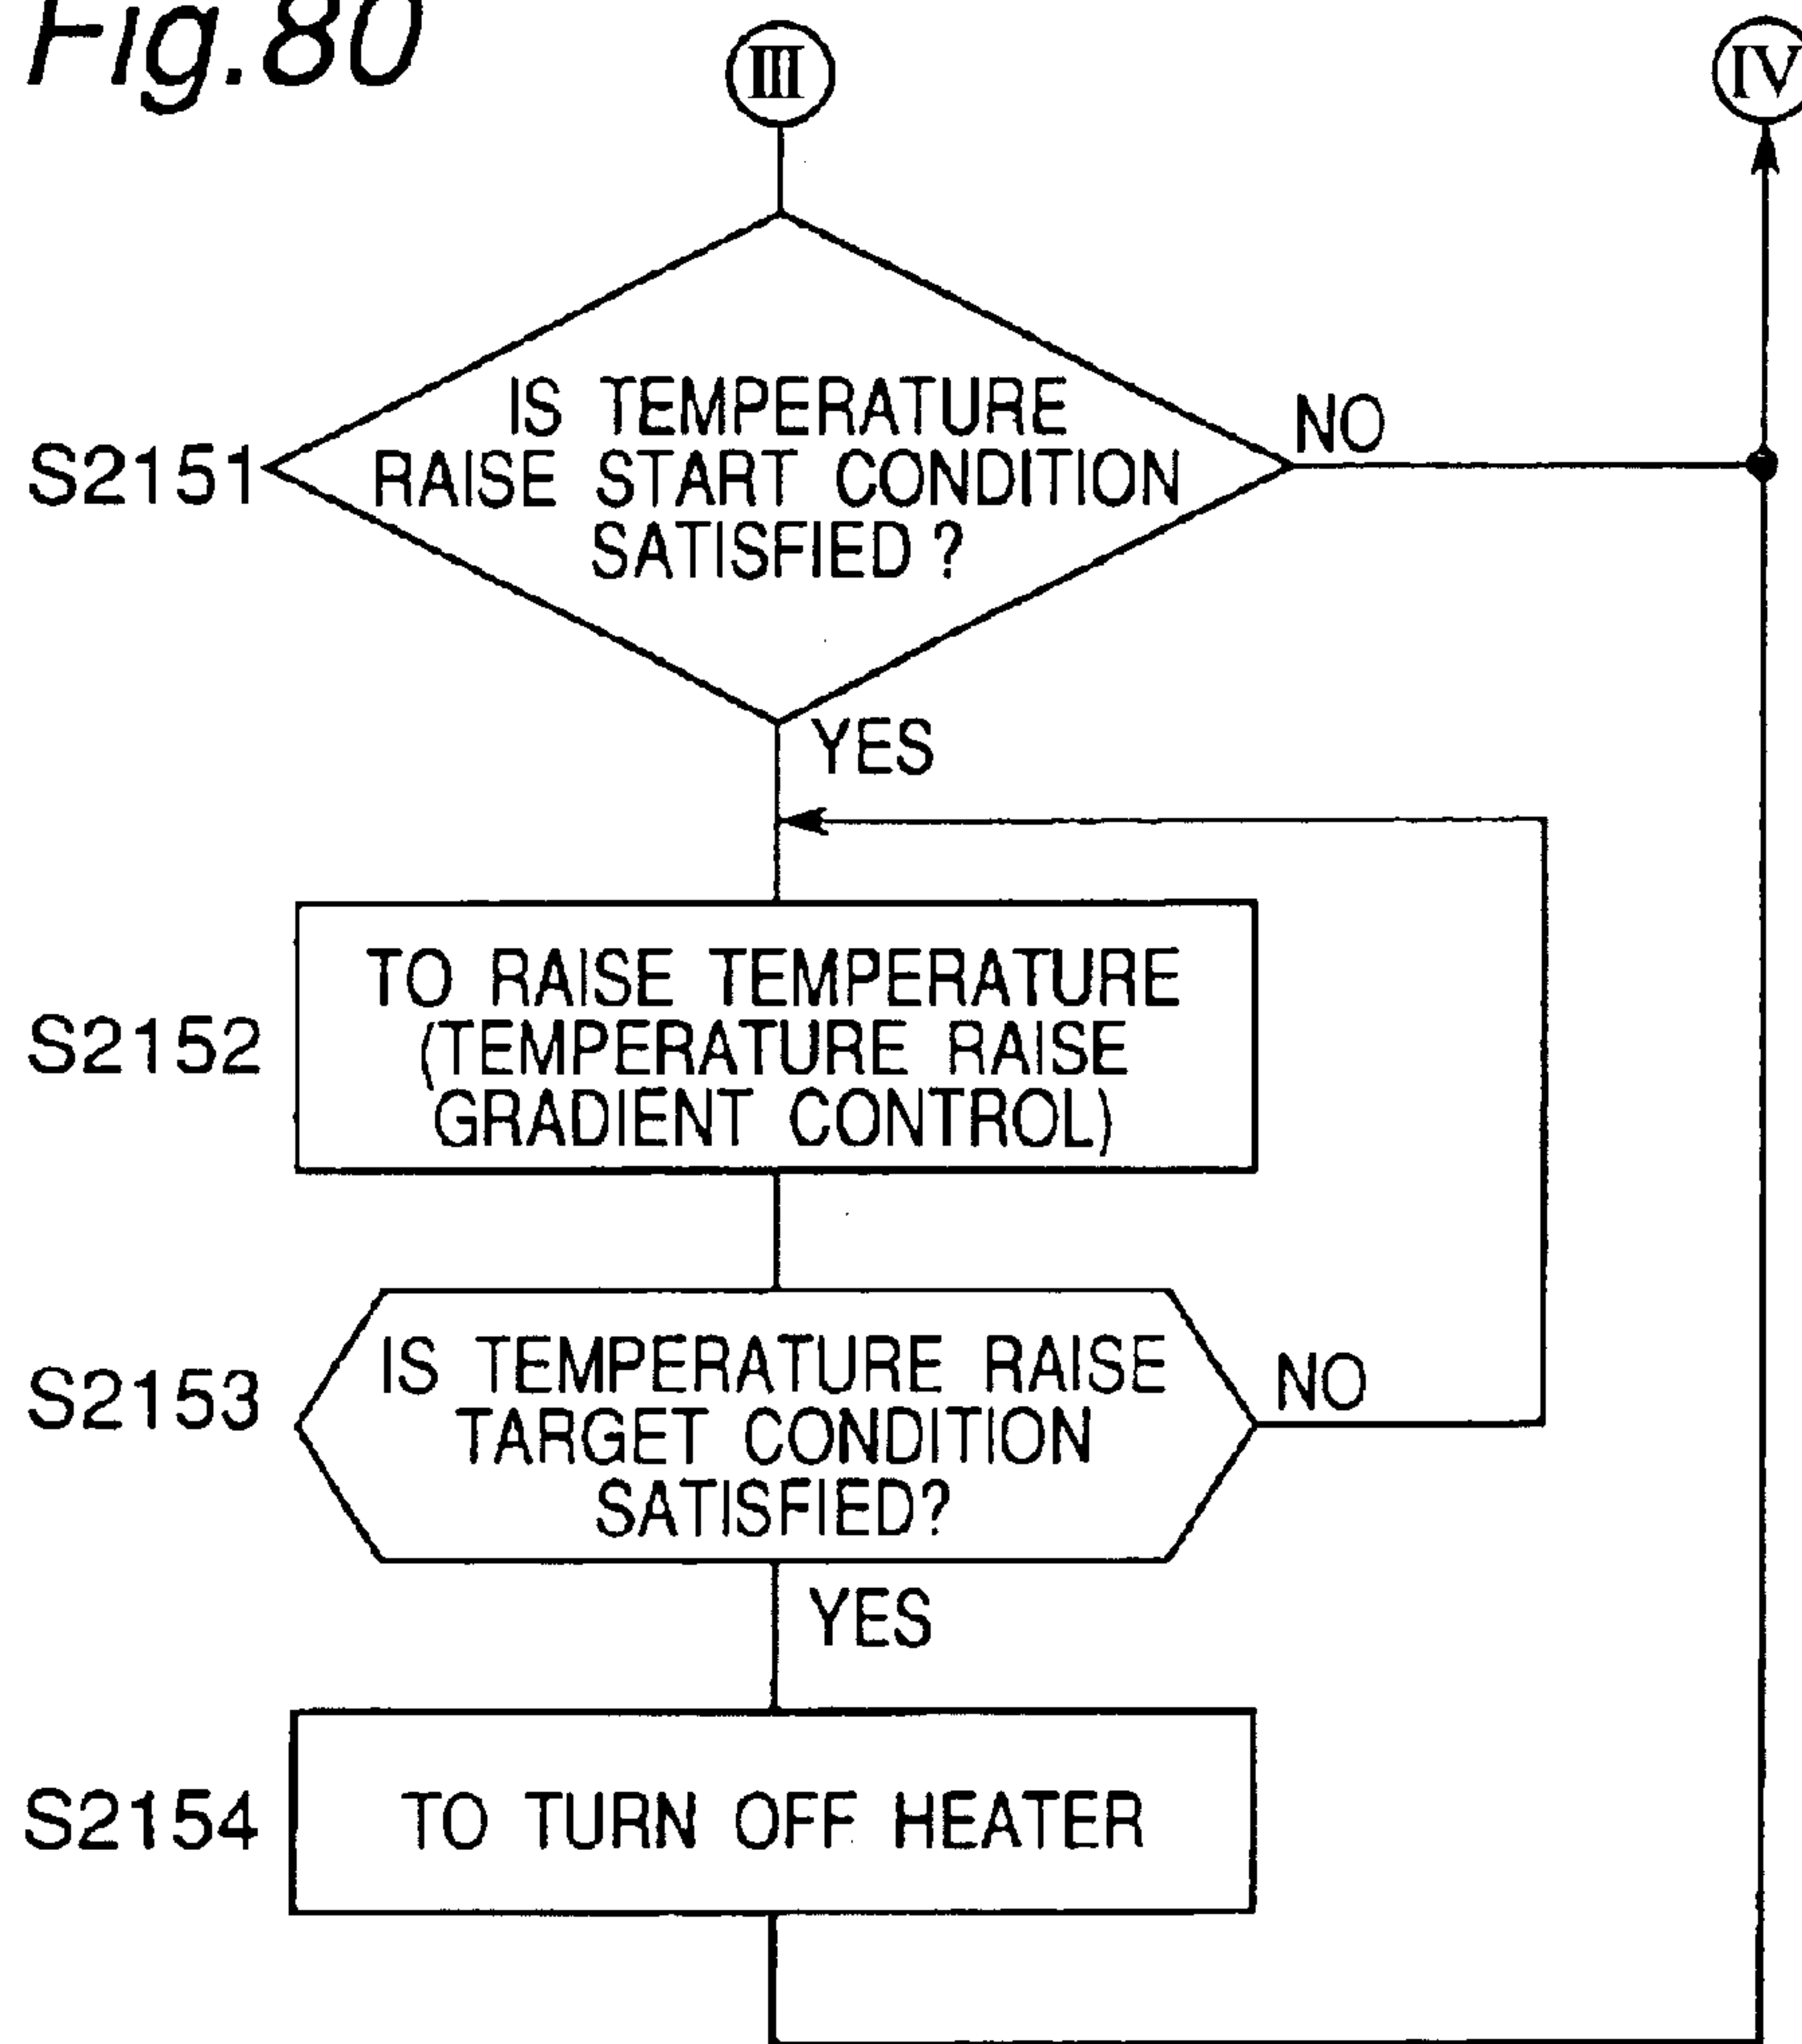 Fig.80
III
IV
IS TEMPERATURE
RAISE START CONDITION
SATISFIED ?
S2151
NO
YES
TO RAISE TEMPERATURE
(TEMPERATURE RAISE
GRADIENT CONTROL)
S2152
IS TEMPERATURE RAISE
TARGET CONDITION
SATISFIED?
S2153
NO
YES
S2154
TO TURN OFF HEATER